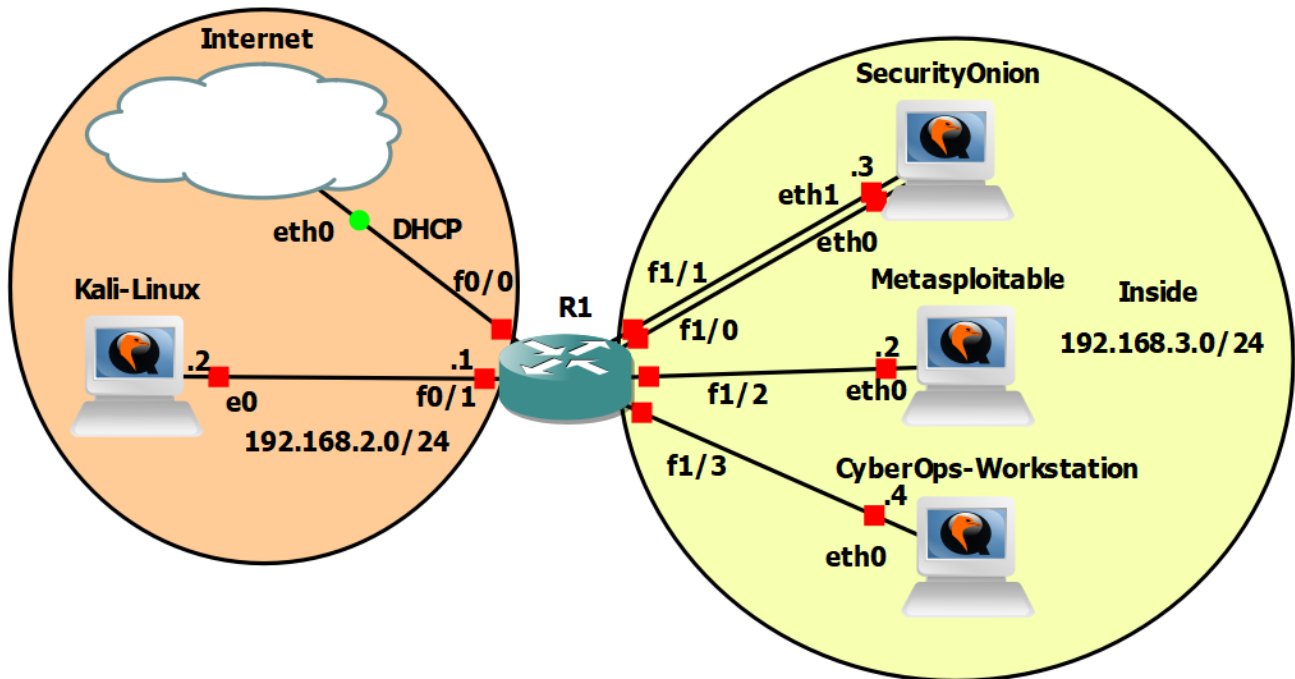 Internet
eth0
DHCP
f0/0
Kali-Linux
.2
e0
.1
f0/1
192.168.2.0/24
R1
SecurityOnion
.3
eth1
eth0
f1/1
f1/0
Metasploitable
.2
eth0
f1/2
Inside
192.168.3.0/24
CyberOps-Workstation
.4
eth0
f1/3